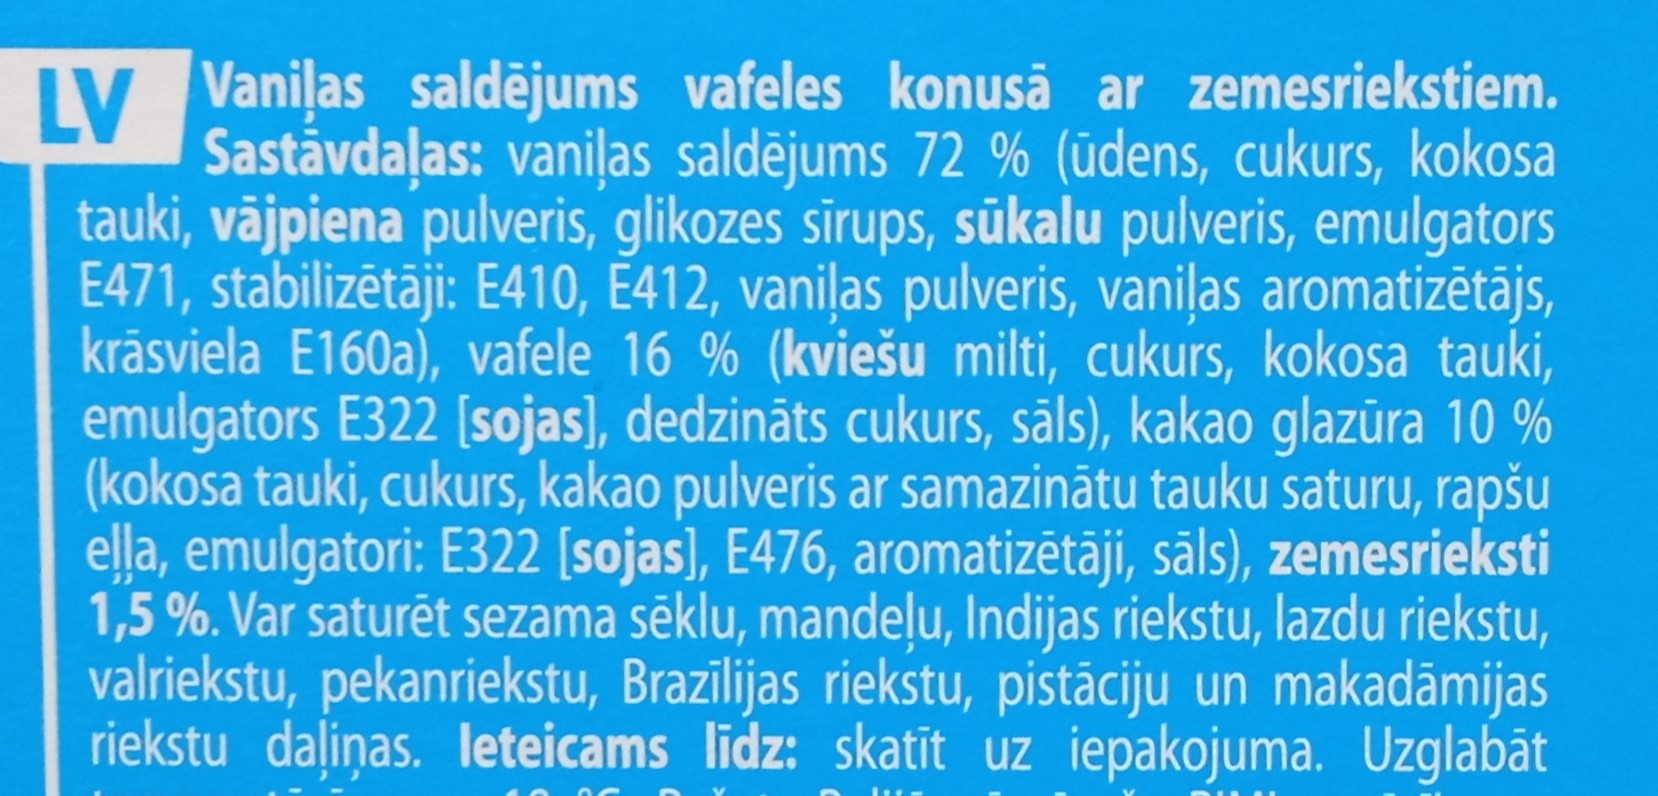 LV Vaniļas saldējums vafeles konusā ar zemesriekstiem.
Sastāvdaļas: vaniļas saldējums 72 % (ūdens, cukurs, kokosa
tauki, vājpiena pulveris, glikozes sīrups, sūkalu pulveris, emulgators
E471, stabilizētāji: E410, E412, vaniļas pulveris, vaniļas aromatizētājs,
krāsviela E160a), vafele 16 % (kviešu milti, cukurs, kokosa tauki,
emulgators E322 [sojas], dedzināts cukurs, sāls), kakao glazūra 10 %
(kokosa tauki, cukurs, kakao pulveris ar samazinātu tauku saturu, rapšu
eļļa, emulgatori: E322 [sojas], E476, aromatizētāji, sāls), zemesrieksti
1,5 %. Var saturēt sezama sēklu, mandeļu, Indijas riekstu, lazdu riekstu,
valriekstu, pekanriekstu, Brazīlijas riekstu, pistāciju un makadāmijas
riekstu daļiņas. Ieteicams līdz: skatīt uz iepakojuma. Uzglabāt